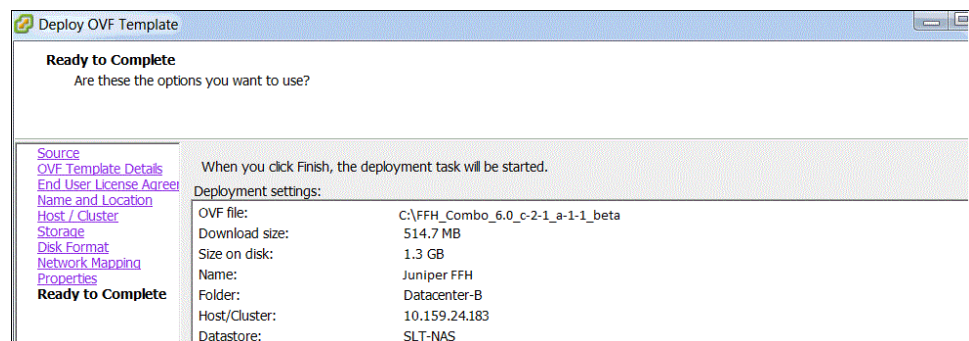 Deploy OVF Template
Ready to Complete
Are these the options you want to use?
Source
OVF Template Details
End User License Agreer
Name and Location
Host / Cluster
Storage
Disk Format
Network Mapping
Properties
Ready to Complete
When you click Finish, the deployment task will be started.
Deployment settings:
OVF file: C:\FFH_Combo_6.0_c-2-1_a-1-1_beta
Download size: 514.7 MB
Size on disk: 1.3 GB
Name: Juniper FFH
Folder: Datacenter-B
Host/Cluster: 10.159.24.183
Datastore: SLT-NAS